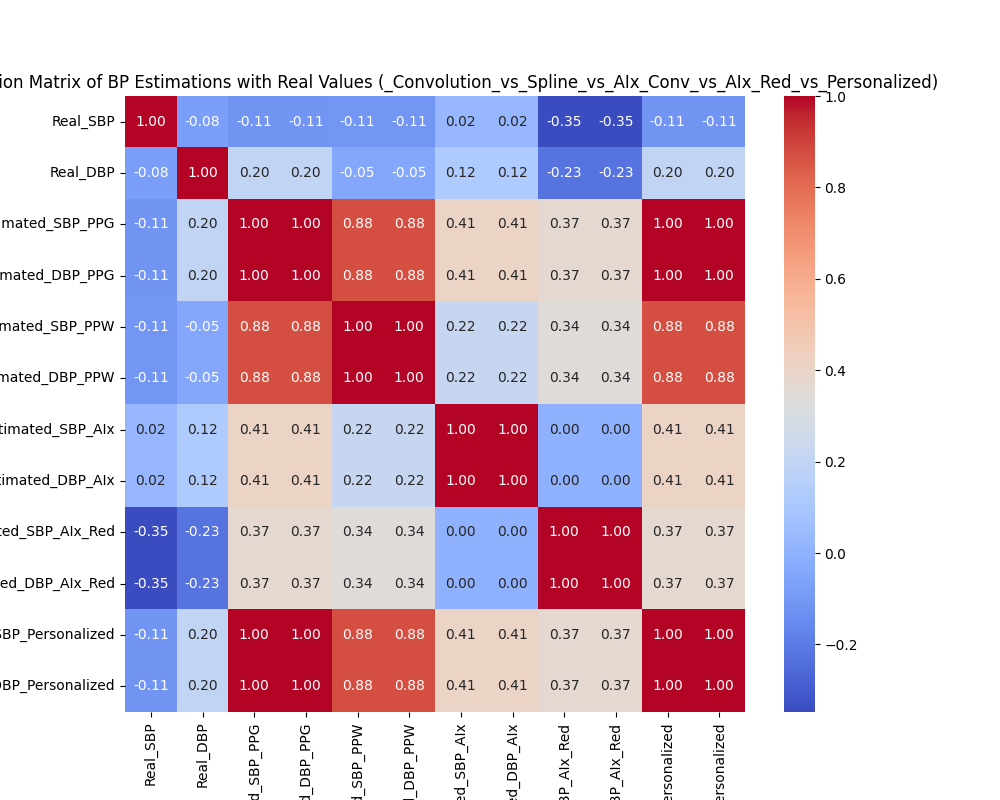 ion Matrix of BP Estimations with Real Values (_Convolution_vs_Spline_vs_AIx_Conv_vs_AIx_Red_vs_Personalized)
Real_SBP 1.00 -0.08 -0.11 -0.11 -0.11 -0.11 0.02 0.02 -0.35 -0.35 -0.11 -0.11
Real_DBP -0.08 1.00 0.20 0.20 -0.05 -0.05 0.12 0.12 -0.23 -0.23 0.20 0.20
mated_SBP_PPG -0.11 0.20 1.00 1.00 0.88 0.88 0.41 0.41 0.37 0.37 1.00 1.00
mated_DBP_PPG -0.11 0.20 1.00 1.00 0.88 0.88 0.41 0.41 0.37 0.37 1.00 1.00
mated_SBP_PPW -0.11 -0.05 0.88 0.88 1.00 1.00 0.22 0.22 0.34 0.34 0.88 0.88
mated_DBP_PPW -0.11 -0.05 0.88 0.88 1.00 1.00 0.22 0.22 0.34 0.34 0.88 0.88
timated_SBP_AIx 0.02 0.12 0.41 0.41 0.22 0.22 1.00 1.00 0.00 0.00 0.41 0.41
timated_DBP_AIx 0.02 0.12 0.41 0.41 0.22 0.22 1.00 1.00 0.00 0.00 0.41 0.41
ted_SBP_AIx_Red -0.35 -0.23 0.37 0.37 0.34 0.34 0.00 0.00 1.00 1.00 0.37 0.37
ed_DBP_AIx_Red -0.35 -0.23 0.37 0.37 0.34 0.34 0.00 0.00 1.00 1.00 0.37 0.37
SBP_Personalized -0.11 0.20 1.00 1.00 0.88 0.88 0.41 0.41 0.37 0.37 1.00 1.00
DBP_Personalized -0.11 0.20 1.00 1.00 0.88 0.88 0.41 0.41 0.37 0.37 1.00 1.00
Real_SBP
Real_DBP
d_SBP_PPG
d_DBP_PPG
d_SBP_PPW
d_DBP_PPW
ed_SBP_AIx
ed_DBP_AIx
BP_AIx_Red
BP_AIx_Red
ersonalized
ersonalized
1.0
0.8
0.6
0.4
0.2
0.0
−0.2